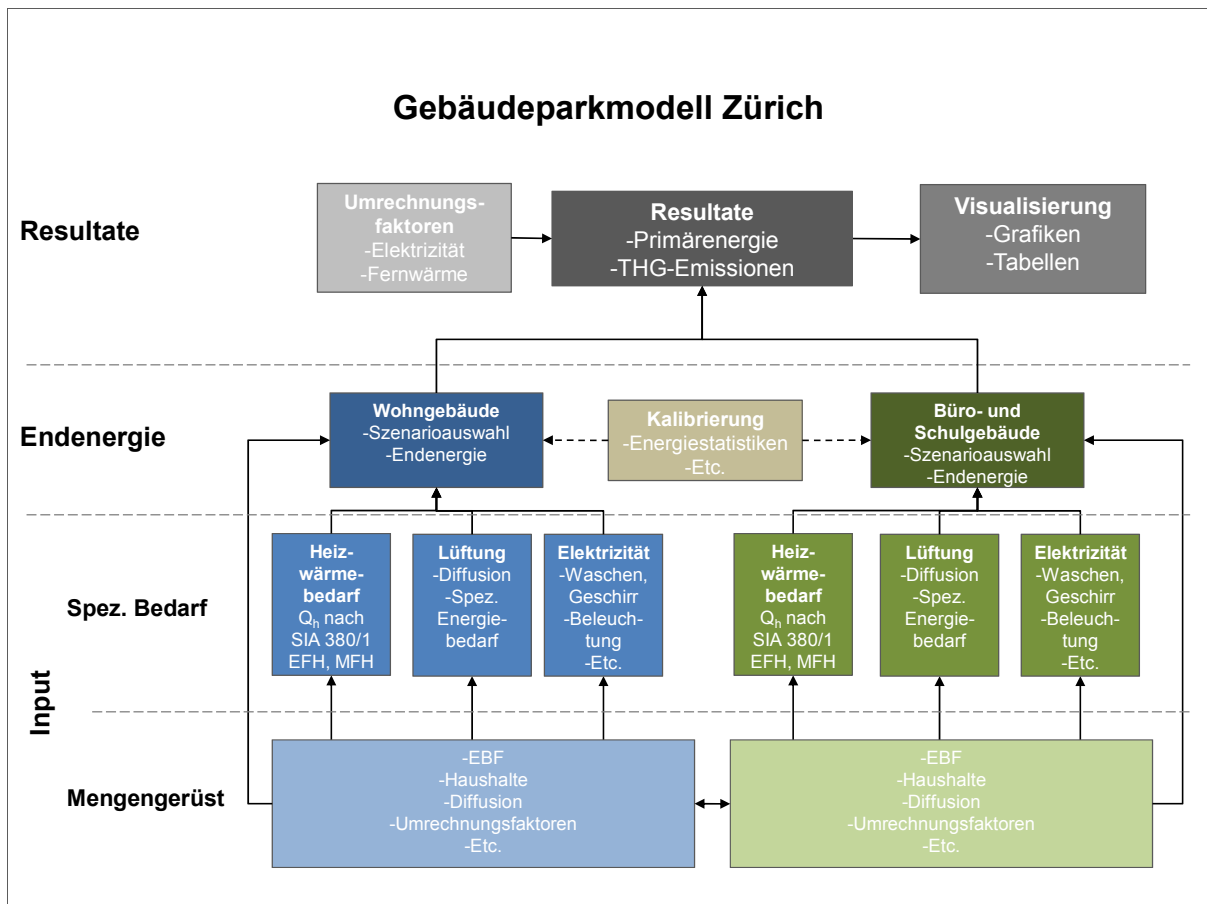 Gebäudeparkmodell Zürich
Resultate
Umrechnungs-
faktoren
-Elektrizität
-Fernwärme
Resultate
-Primärenergie
-THG-Emissionen
Visualisierung
-Grafiken
-Tabellen
Endenergie
Wohngebäude
-Szenarioauswahl
-Endenergie
Kalibrierung
-Energiestatistiken
-Etc.
Büro- und
Schulgebäude
-Szenarioauswahl
-Endenergie
Input
Spez. Bedarf
Heiz-
wärme-
bedarf
Qh nach
SIA 380/1
EFH, MFH
Lüftung
-Diffusion
-Spez.
Energie-
bedarf
Elektrizität
-Waschen,
Geschirr
-Beleuch-
tung
-Etc.
Heiz-
wärme-
bedarf
Qh nach
SIA 380/1
EFH, MFH
Lüftung
-Diffusion
-Spez.
Energie-
bedarf
Elektrizität
-Waschen,
Geschirr
-Beleuch-
tung
-Etc.
Mengengerüst
-EBF
-Haushalte
-Diffusion
-Umrechnungsfaktoren
-Etc.
-EBF
-Haushalte
-Diffusion
-Umrechnungsfaktoren
-Etc.